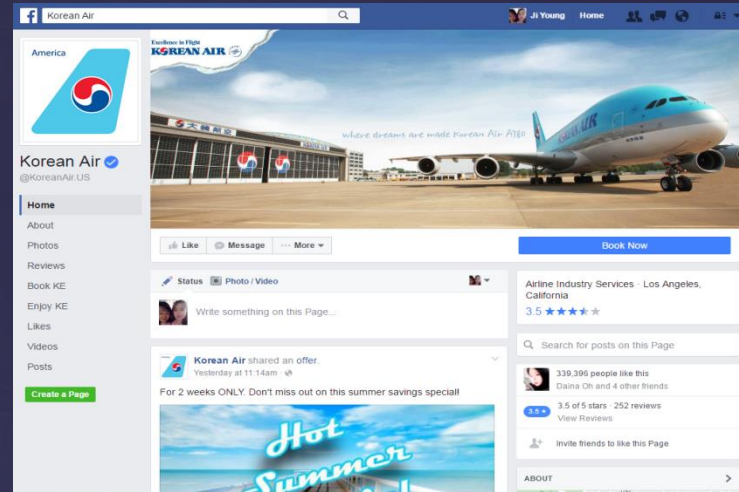 Korean Air
Ji Young
Home
America
Excellence in Flight
KOREAN AIR
where dreams are made Korean Air A380
KOREAN AIR
Korean Air
@KoreanAir.US
Home
About
Photos
Reviews
Book KE
Enjoy KE
Likes
Videos
Posts
Create a Page
Like
Message
··· More
Book Now
Status
Photo / Video
Write something on this Page...
Korean Air shared an offer.
Yesterday at 11:14am ·
For 2 weeks ONLY. Don't miss out on this summer savings special!
Hot
Summer
Airline Industry Services · Los Angeles,
California
3.5 ★★★★★
Search for posts on this Page
339,396 people like this
Daina Oh and 4 other friends
3.5 ★
3.5 of 5 stars · 252 reviews
View Reviews
Invite friends to like this Page
ABOUT